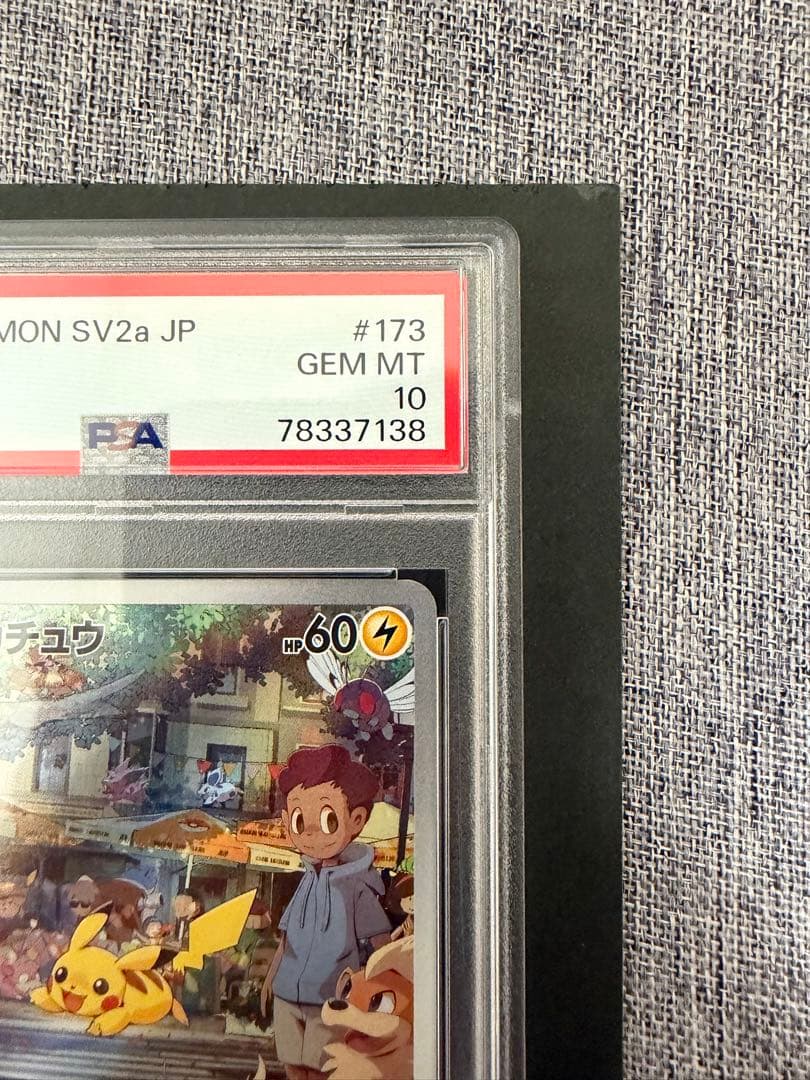 MON SV2a JP #173
GEM MT
10
PSA 78337138
チュウ HP60